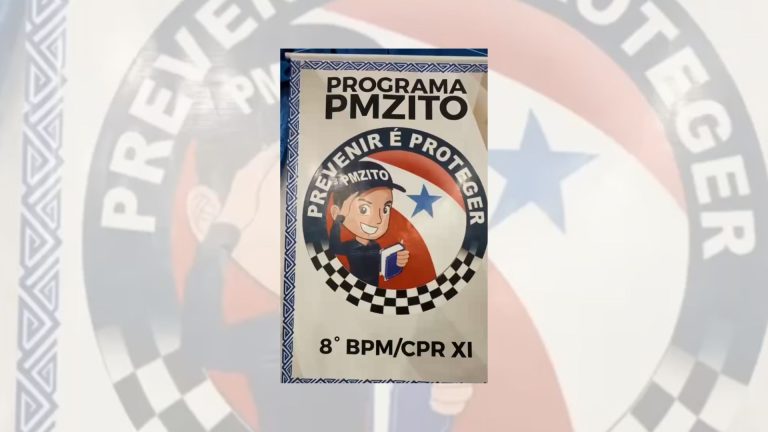 PROGRAMA
PMZITO
PREVENIR É PROTEGER
PMZITO
8° BPM/CPR XI